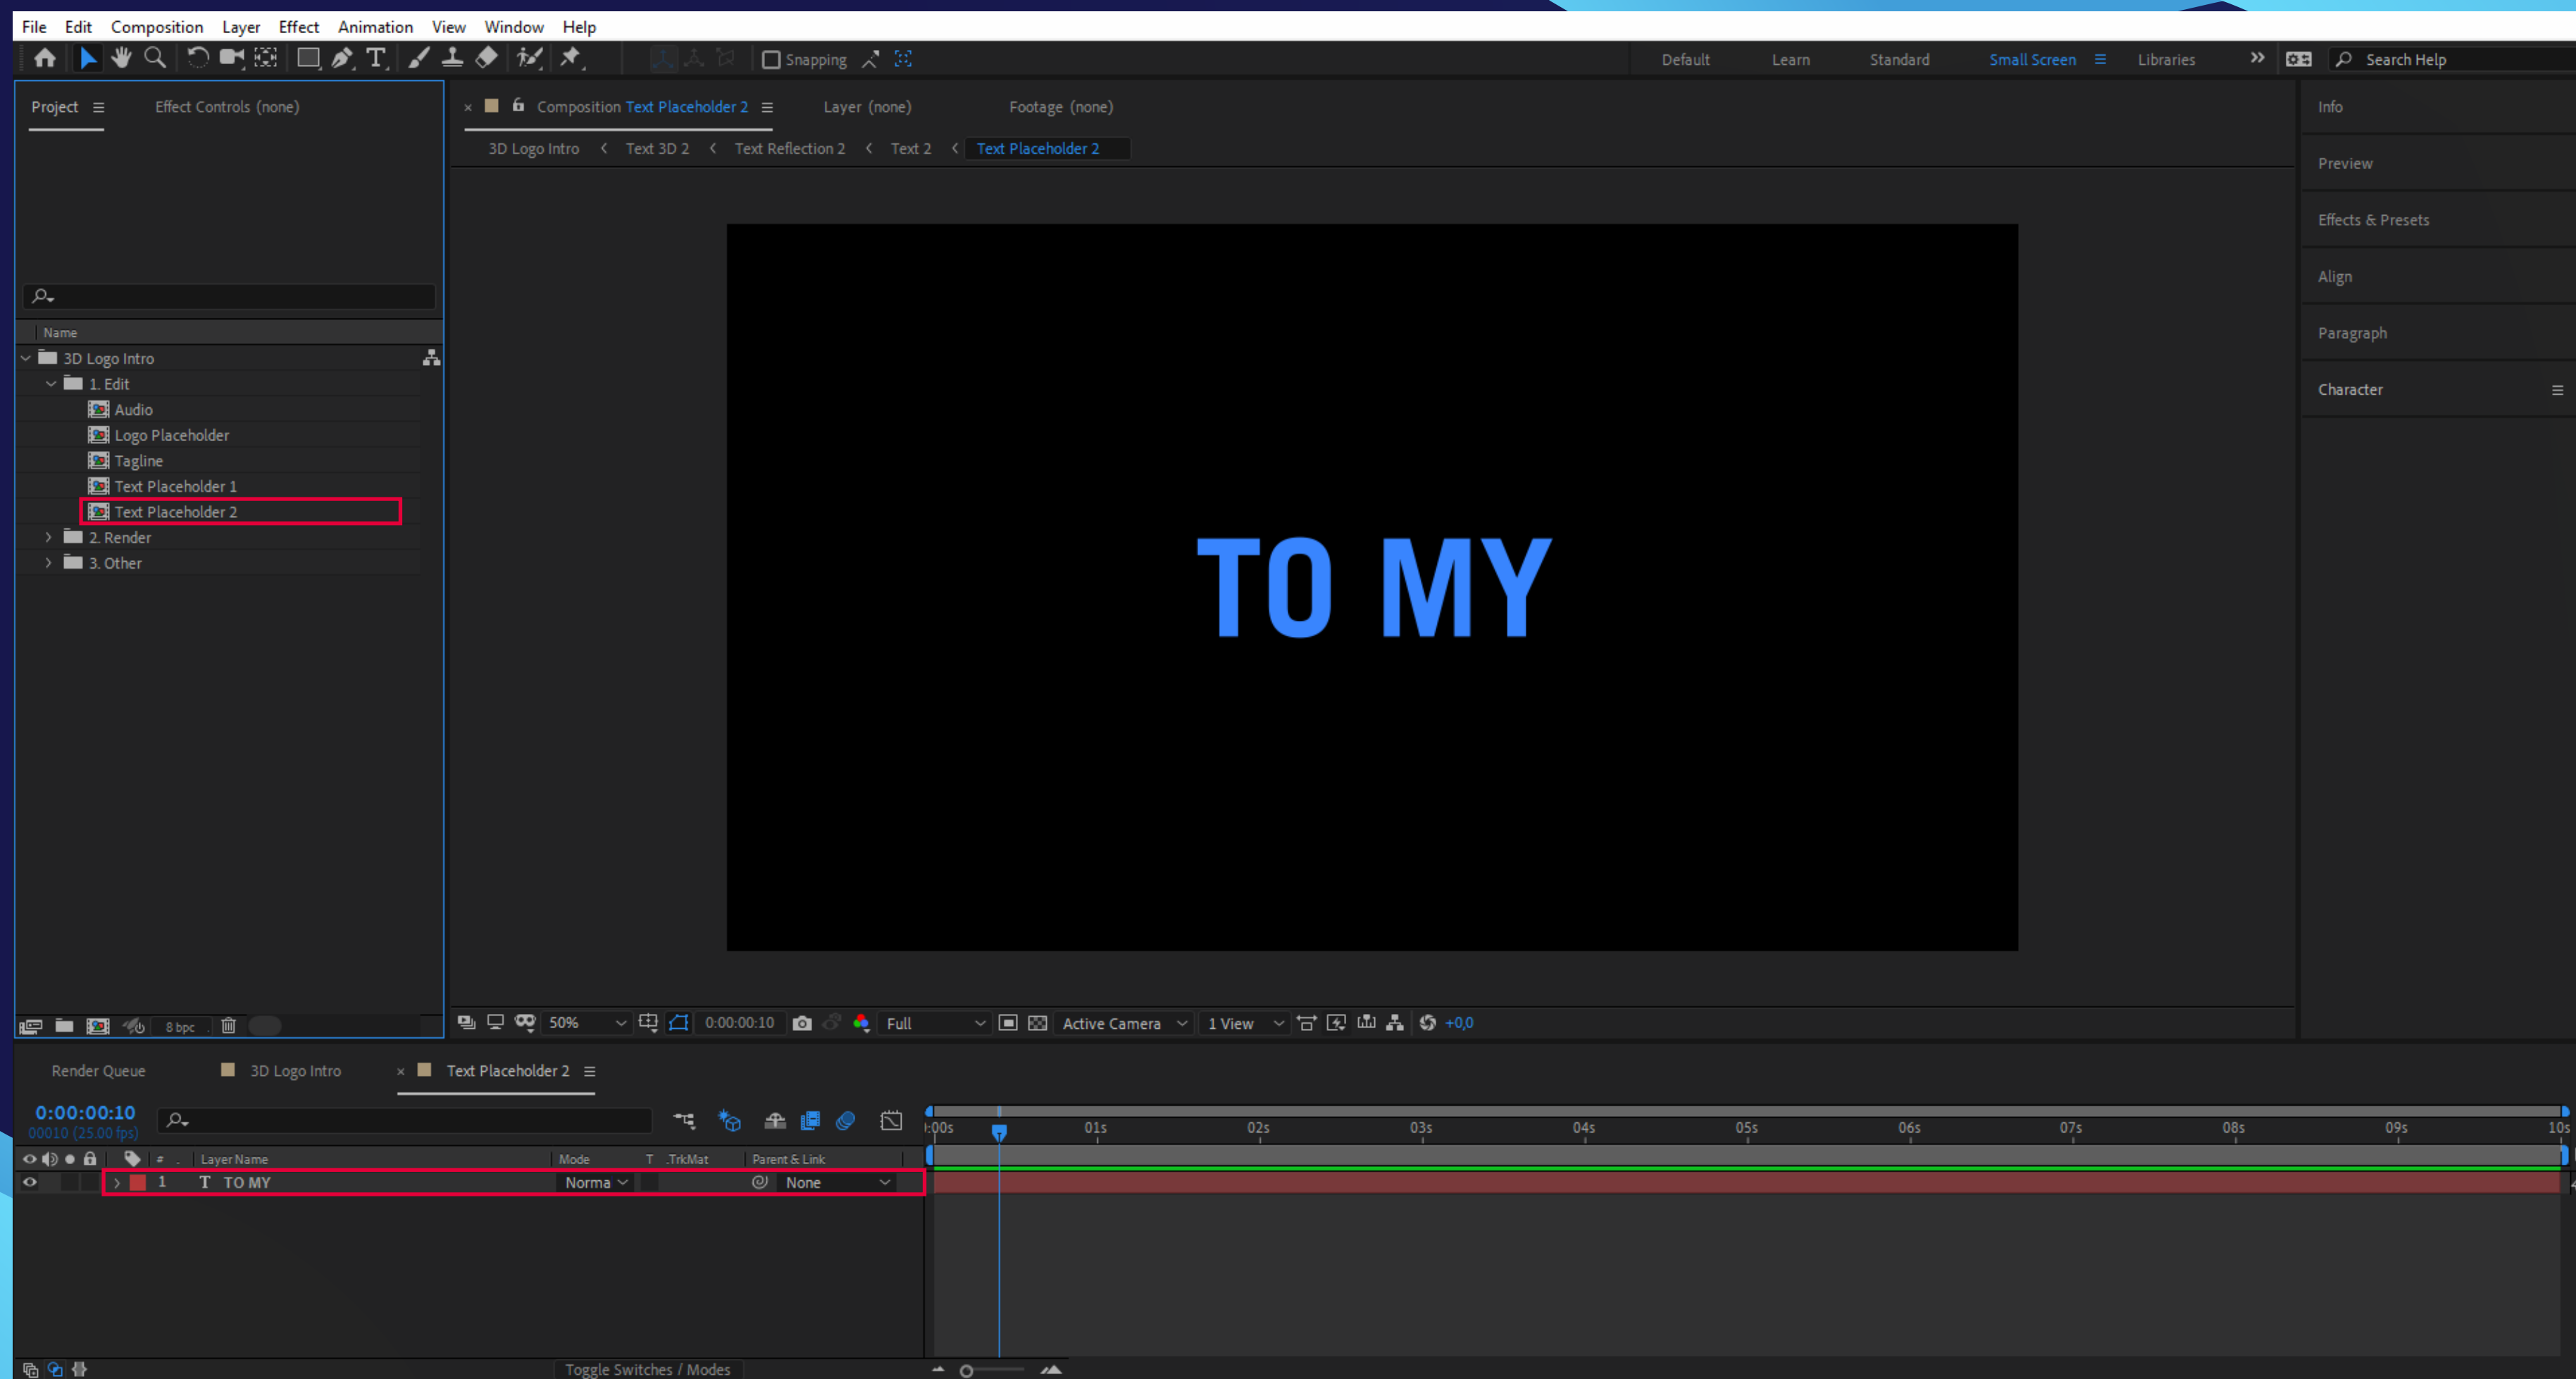 File Edit Composition Layer Effect Animation View Window Help
Snapping Default Learn Standard Small Screen Libraries Search Help
Project Effect Controls (none)
Composition Text Placeholder 2 Layer (none) Footage (none)
3D Logo Intro Text 3D 2 Text Reflection 2 Text 2 Text Placeholder 2
Info
Preview
Effects & Presets
Align
Paragraph
Character
Name
3D Logo Intro
1. Edit
Audio
Logo Placeholder
Tagline
Text Placeholder 1
Text Placeholder 2
2. Render
3. Other
TO MY
8 bpc
50% 0:00:00:10 Full Active Camera 1 View +0,0
Render Queue 3D Logo Intro Text Placeholder 2
0:00:00:10
00010 (25.00 fps)
:00s 01s 02s 03s 04s 05s 06s 07s 08s 09s 10s
# Layer Name Mode T .TrkMat Parent & Link
1 T TO MY Norma None
Toggle Switches / Modes